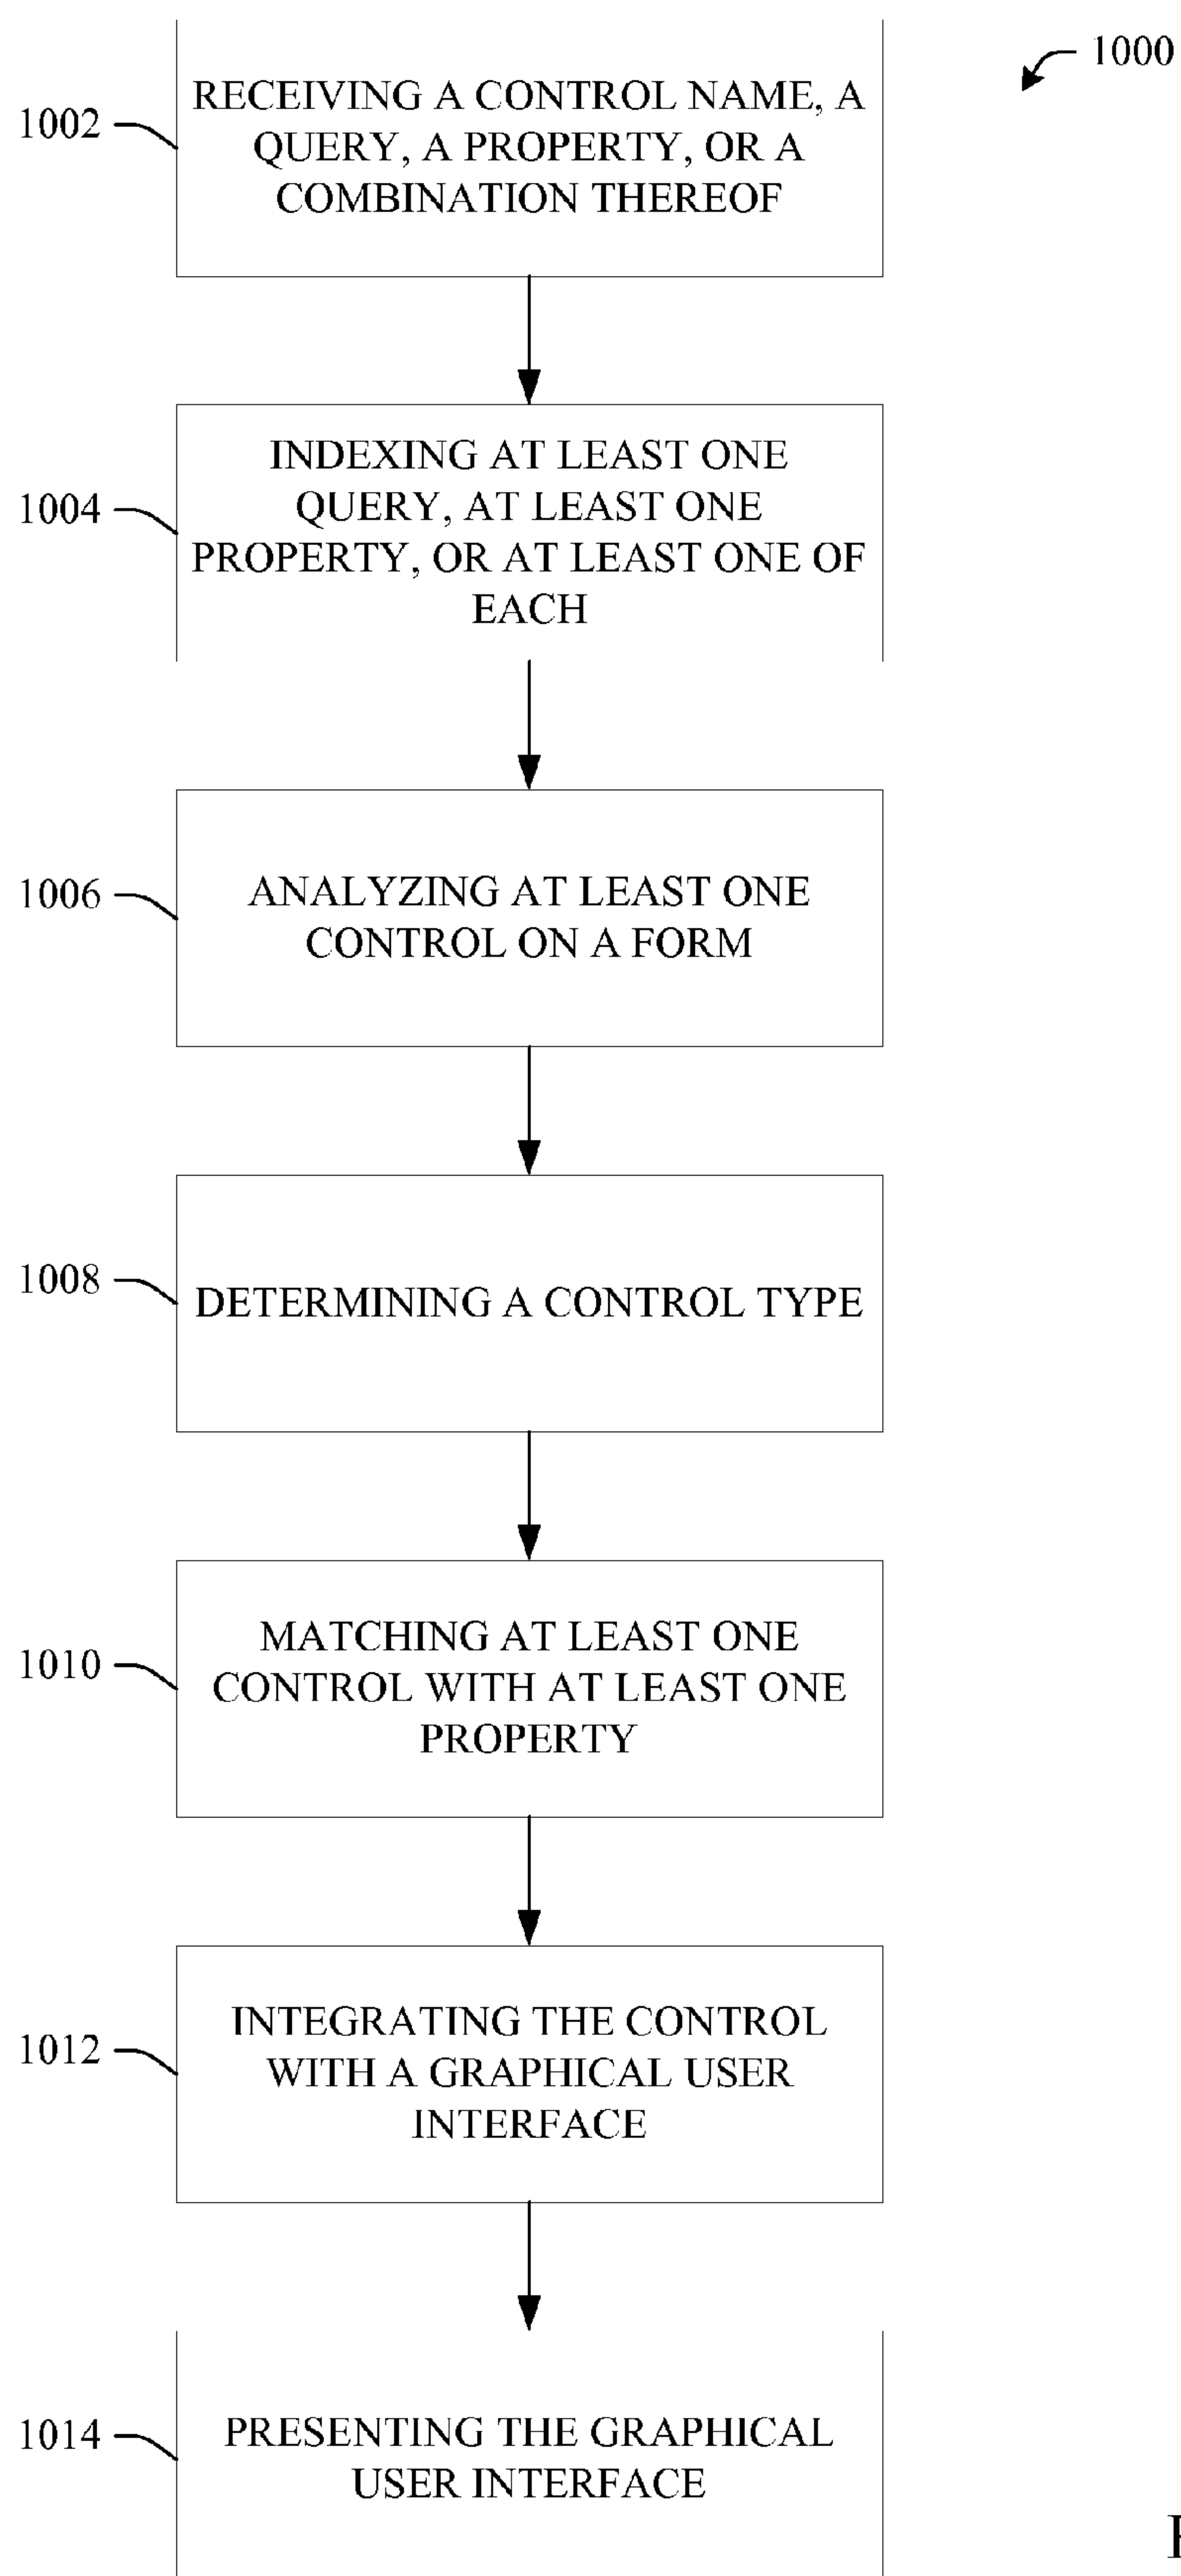 1000
1002
RECEIVING A CONTROL NAME, A
QUERY, A PROPERTY, OR A
COMBINATION THEREOF
1004
INDEXING AT LEAST ONE
QUERY, AT LEAST ONE
PROPERTY, OR AT LEAST ONE OF
EACH
1006
ANALYZING AT LEAST ONE
CONTROL ON A FORM
1008
DETERMINING A CONTROL TYPE
1010
MATCHING AT LEAST ONE
CONTROL WITH AT LEAST ONE
PROPERTY
1012
INTEGRATING THE CONTROL
WITH A GRAPHICAL USER
INTERFACE
1014
PRESENTING THE GRAPHICAL
USER INTERFACE